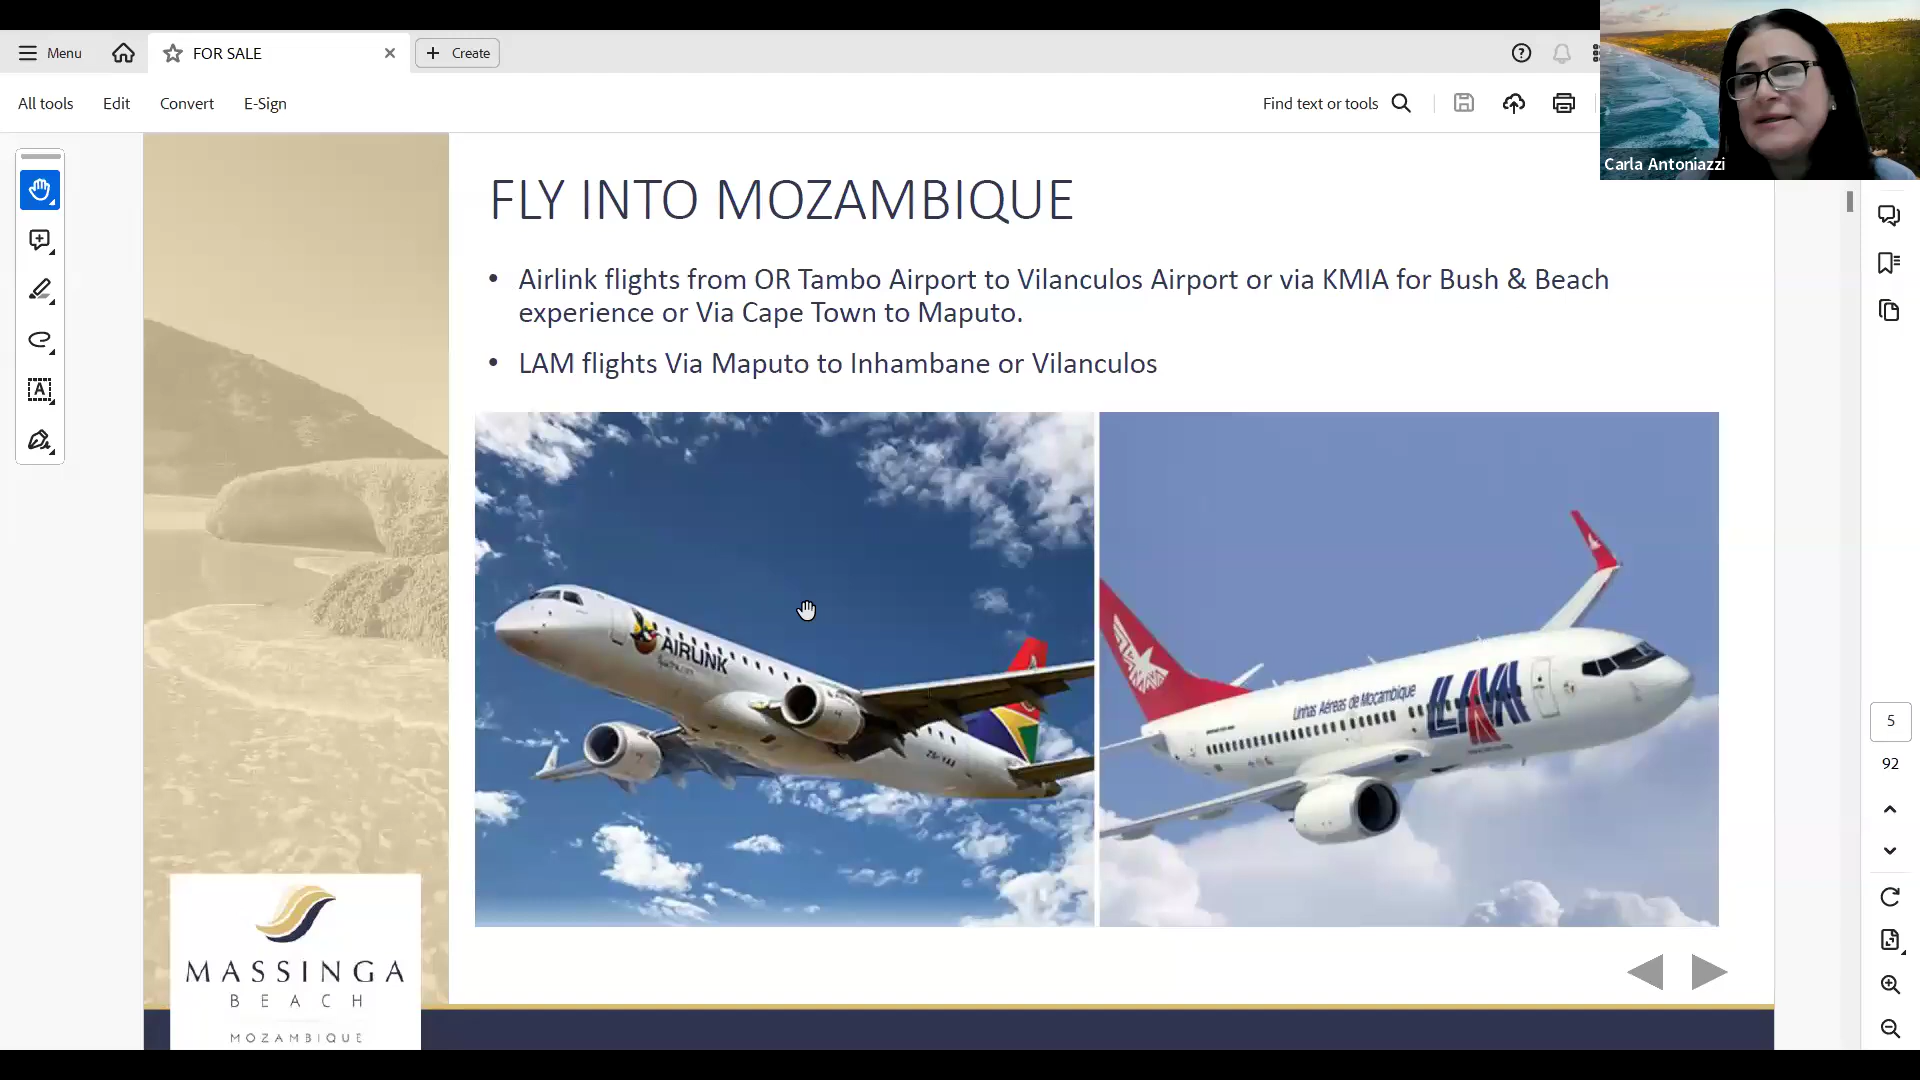 Menu
FOR SALE
Create
All tools
Edit
Convert
E-Sign
Find text or tools
Carla Antoniazzi
FLY INTO MOZAMBIQUE
• Airlink flights from OR Tambo Airport to Vilanculos Airport or via KMIA for Bush & Beach
experience or Via Cape Town to Maputo.
• LAM flights Via Maputo to Inhambane or Vilanculos
AIRLINK
Linhas Aéreas de Moçambique
LAM
5
92
MASSINGA
BEACH
MOZAMBIQUE